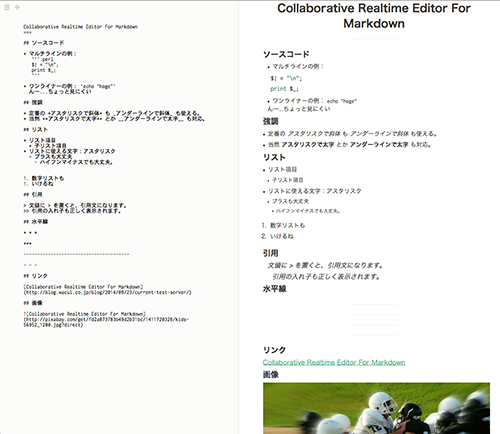 Collaborative Realtime Editor For Markdown
===
## ソースコード
* マルチラインの例：
``` perl
$| = "\n";
print $_;
```
* ワンライナーの例： `echo "hoge"`
んー...ちょっと見にくい
## 強調
* 定番の *アスタリスクで斜体* も _アンダーラインで斜体_ も使える。
* 当然 **アスタリスクで太字** とか __アンダーラインで太字__ も対応。
## リスト
* リスト項目
* 子リスト項目
* リストに使える文字：アスタリスク
+ プラスも大丈夫
- ハイフンマイナスでも大丈夫。
1. 数字リストも
1. いけるね
## 引用
> 文頭に > を置くと、引用文になります。
>> 引用の入れ子も正しく表示されます。
## 水平線
* * *
***
---------------------------------------
- - -
## リンク
[Collaborative Realtime Editor For Markdown]
(http://blog.wacul.co.jp/blog/2014/09/23/current-test-server/)
## 画像
![Collaborative Realtime Editor For Markdown]
Collaborative Realtime Editor For
Markdown
ソースコード
• マルチラインの例：
$| = "\n";
print $_;
• ワンライナーの例： echo "hoge"
んー...ちょっと見にくい
強調
• 定番の アスタリスクで斜体 も アンダーラインで斜体 も使える。
• 当然 アスタリスクで太字 とか アンダーラインで太字 も対応。
リスト
• リスト項目
• 子リスト項目
• リストに使える文字：アスタリスク
• プラスも大丈夫
• ハイフンマイナスでも大丈夫。
1. 数字リストも
2. いけるね
引用
文頭に > を置くと、引用文になります。
引用の入れ子も正しく表示されます。
水平線
リンク
Collaborative Realtime Editor For Markdown
画像